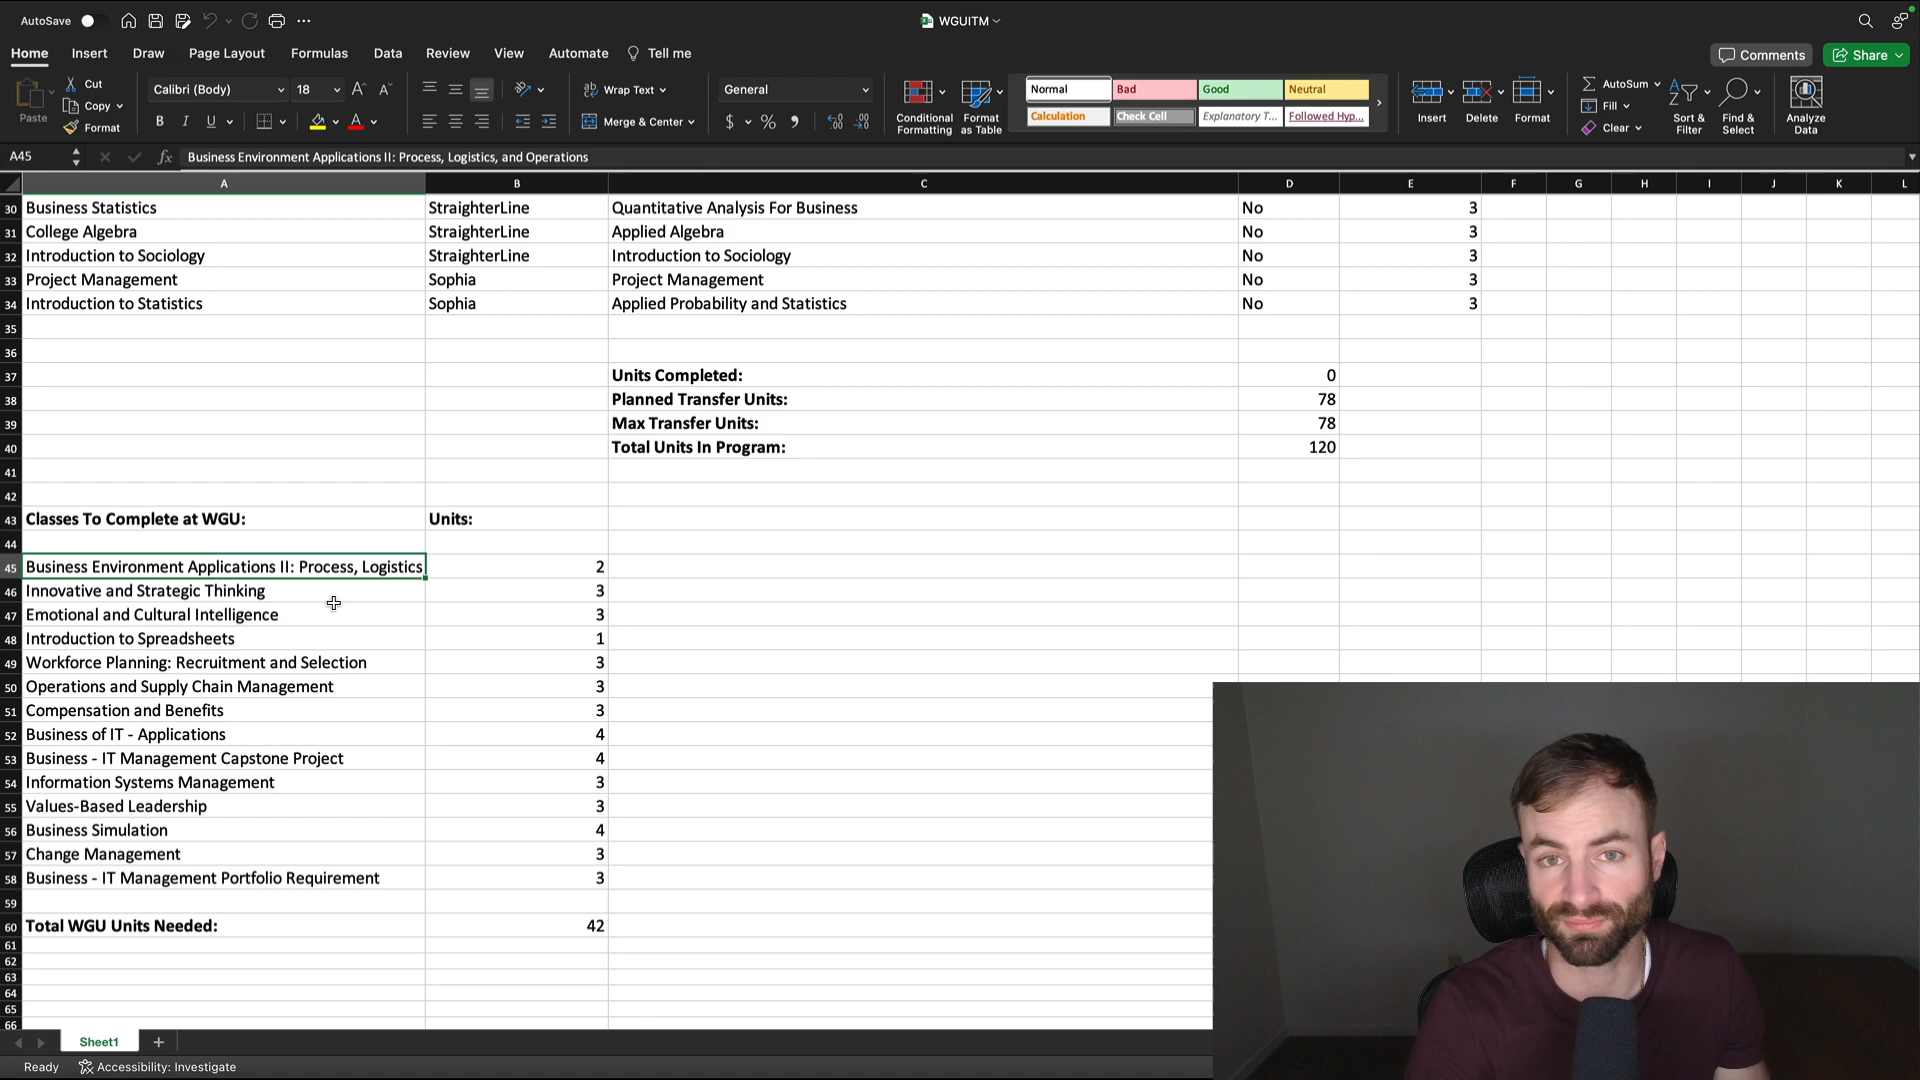 AutoSave
WGUITM
Home Insert Draw Page Layout Formulas Data Review View Automate Tell me
Comments Share
Paste
Cut
Copy
Format
Calibri (Body) 18
B I U
Wrap Text
Merge & Center
General
$ % 9
Conditional Formatting
Format as Table
Normal Bad Good Neutral
Calculation Check Cell Explanatory T... Followed Hyp...
Insert Delete Format
AutoSum
Fill
Clear
Sort & Filter
Find & Select
Analyze Data
A45 fx Business Environment Applications II: Process, Logistics, and Operations
A B C D E F G H I J K L
30 Business Statistics StraighterLine Quantitative Analysis For Business No 3
31 College Algebra StraighterLine Applied Algebra No 3
32 Introduction to Sociology StraighterLine Introduction to Sociology No 3
33 Project Management Sophia Project Management No 3
34 Introduction to Statistics Sophia Applied Probability and Statistics No 3
35
36
37 Units Completed: 0
38 Planned Transfer Units: 78
39 Max Transfer Units: 78
40 Total Units In Program: 120
41
42
43 Classes To Complete at WGU: Units:
44
45 Business Environment Applications II: Process, Logistics 2
46 Innovative and Strategic Thinking 3
47 Emotional and Cultural Intelligence 3
48 Introduction to Spreadsheets 1
49 Workforce Planning: Recruitment and Selection 3
50 Operations and Supply Chain Management 3
51 Compensation and Benefits 3
52 Business of IT - Applications 4
53 Business - IT Management Capstone Project 4
54 Information Systems Management 3
55 Values-Based Leadership 3
56 Business Simulation 4
57 Change Management 3
58 Business - IT Management Portfolio Requirement 3
59
60 Total WGU Units Needed: 42
61
62
63
64
65
66
Sheet1
Ready Accessibility: Investigate